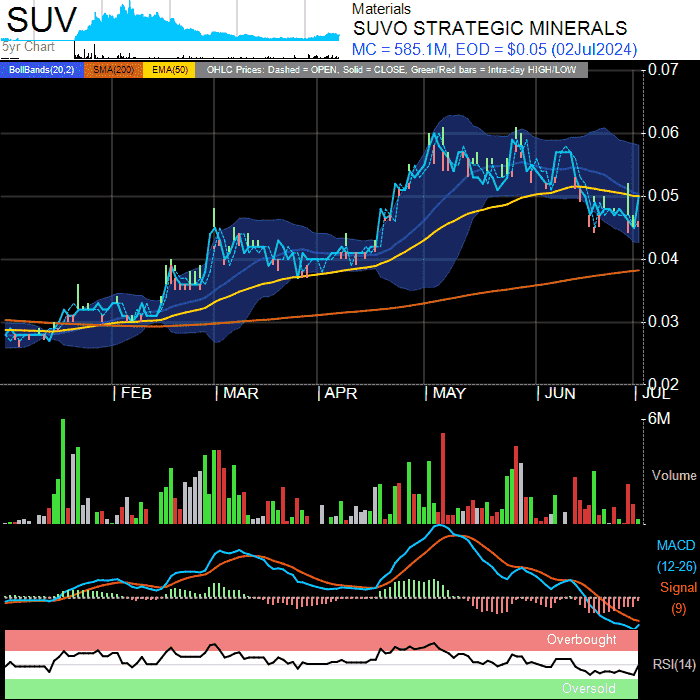 SUV
5yr Chart
Materials
SUVO STRATEGIC MINERALS
MC = 585.1M, EOD = $0.05 (02Jul2024)
BollBands(20,2) SMA(200) EMA(50) OHLC Prices: Dashed = OPEN, Solid = CLOSE, Green/Red bars = Intra-day HIGH/LOW
0.07
0.06
0.05
0.04
0.03
0.02
FEB MAR APR MAY JUN JUL
6M
Volume
MACD
(12-26)
Signal
(9)
Overbought
RSI(14)
Oversold